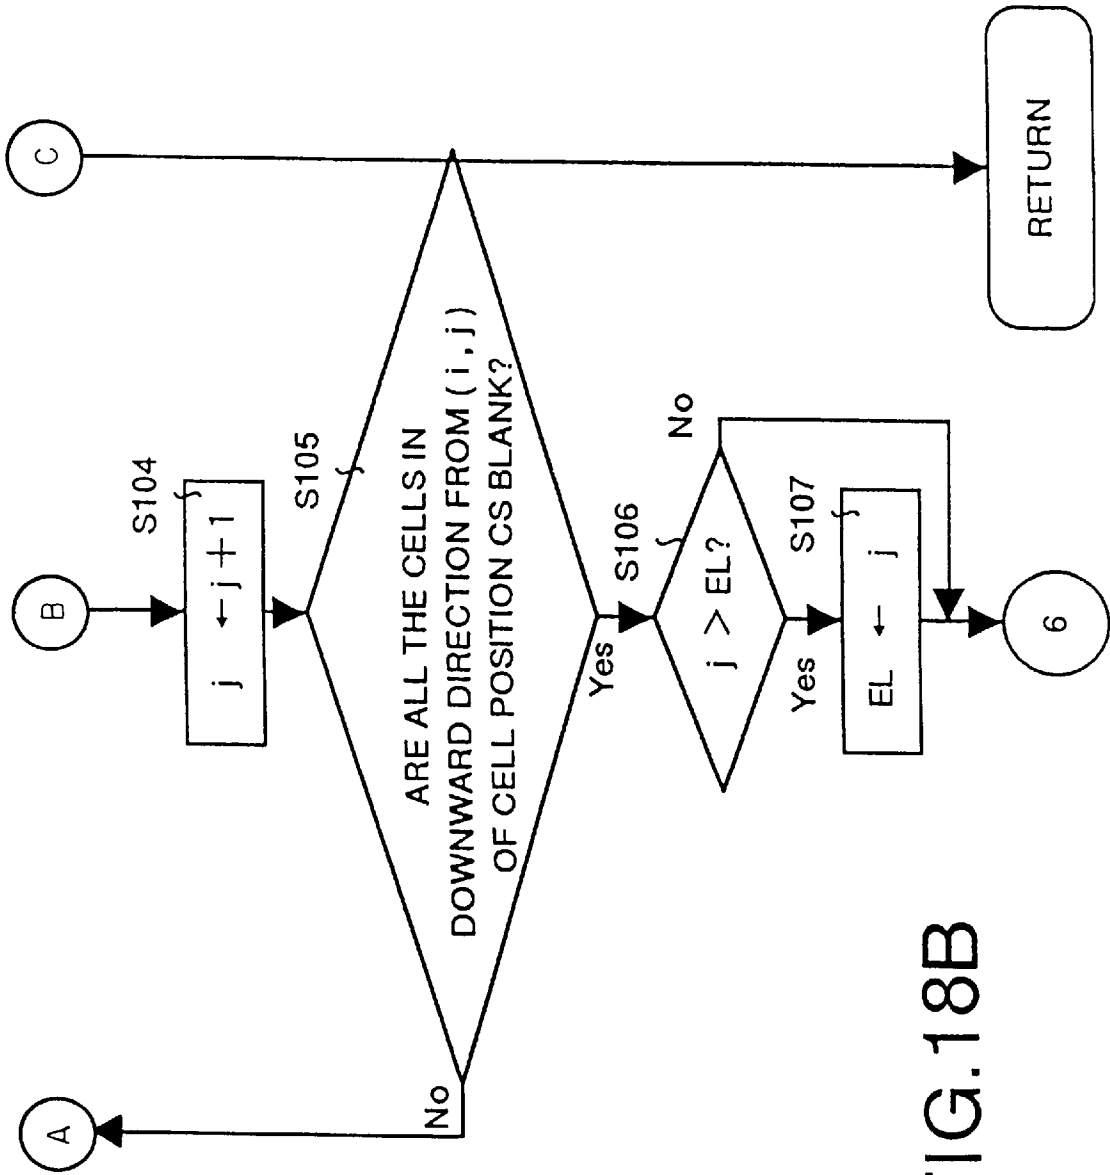 A
B
C
S104
j ← j + 1
S105
ARE ALL THE CELLS IN
DOWNWARD DIRECTION FROM ( i , j )
OF CELL POSITION CS BLANK?
No
Yes
S106
j > EL?
No
Yes
S107
EL ← j
6
RETURN
FIG.18B